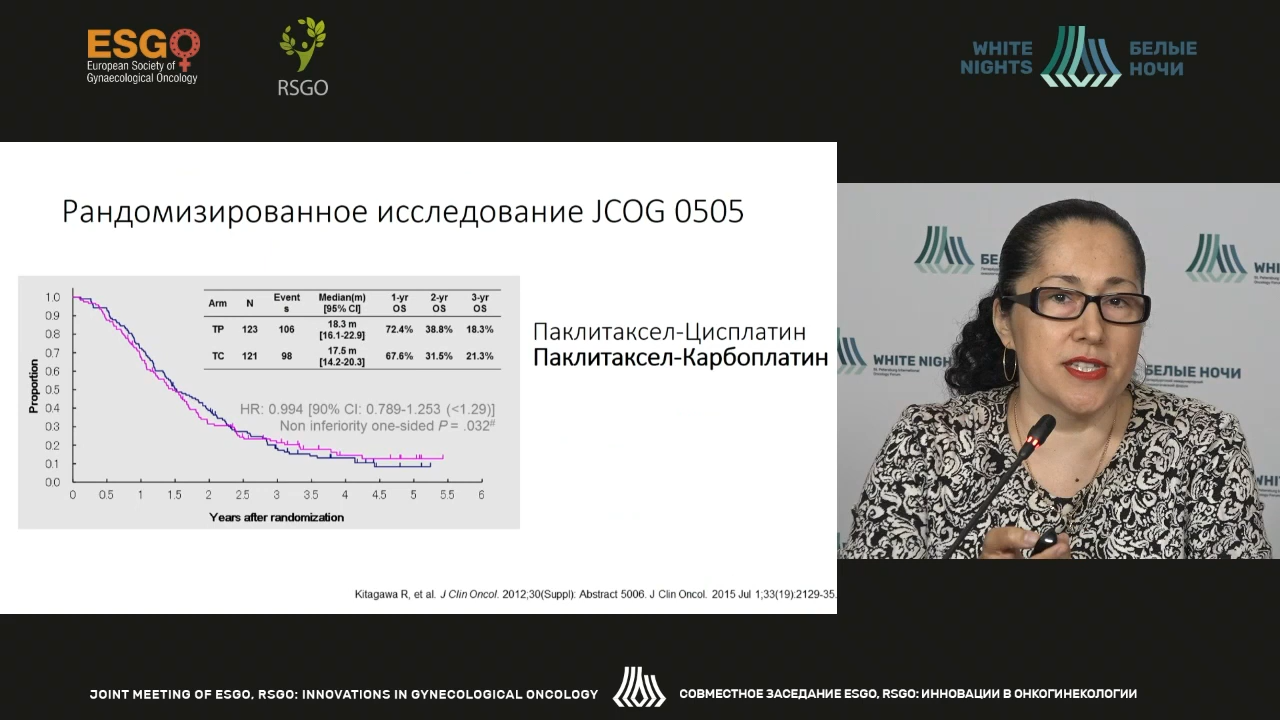 ESGO
European Society of
Gynaecological Oncology
RSGO
WHITE
NIGHTS
БЕЛЫЕ
НОЧИ
Рандомизированное исследование JCOG 0505
Arm N Event s Median(m) [95% CI] 1-yr OS 2-yr OS 3-yr OS
TP 123 106 18.3 m [16.1-22.9] 72.4% 38.8% 18.3%
TC 121 98 17.5 m [14.2-20.3] 67.6% 31.5% 21.3%
HR: 0.994 [90% CI: 0.789-1.253 (<1.29)]
Non inferiority one-sided P = .032#
Proportion
1.0
0.9
0.8
0.7
0.6
0.5
0.4
0.3
0.2
0.1
0.0
0 0.5 1 1.5 2 2.5 3 3.5 4 4.5 5 5.5 6
Years after randomization
Паклитаксел-Цисплатин
Паклитаксел-Карбоплатин
Kitagawa R, et al. J Clin Oncol. 2012;30(Suppl): Abstract 5006. J Clin Oncol. 2015 Jul 1;33(19):2129-35.
БЕ
WHI
WHITE NIGH
БЕЛЫЕ НОЧИ
WHI
JOINT MEETING OF ESGO, RSGO: INNOVATIONS IN GYNECOLOGICAL ONCOLOGY
СОВМЕСТНОЕ ЗАСЕДАНИЕ ESGO, RSGO: ИННОВАЦИИ В ОНКОГИНЕКОЛОГИИ